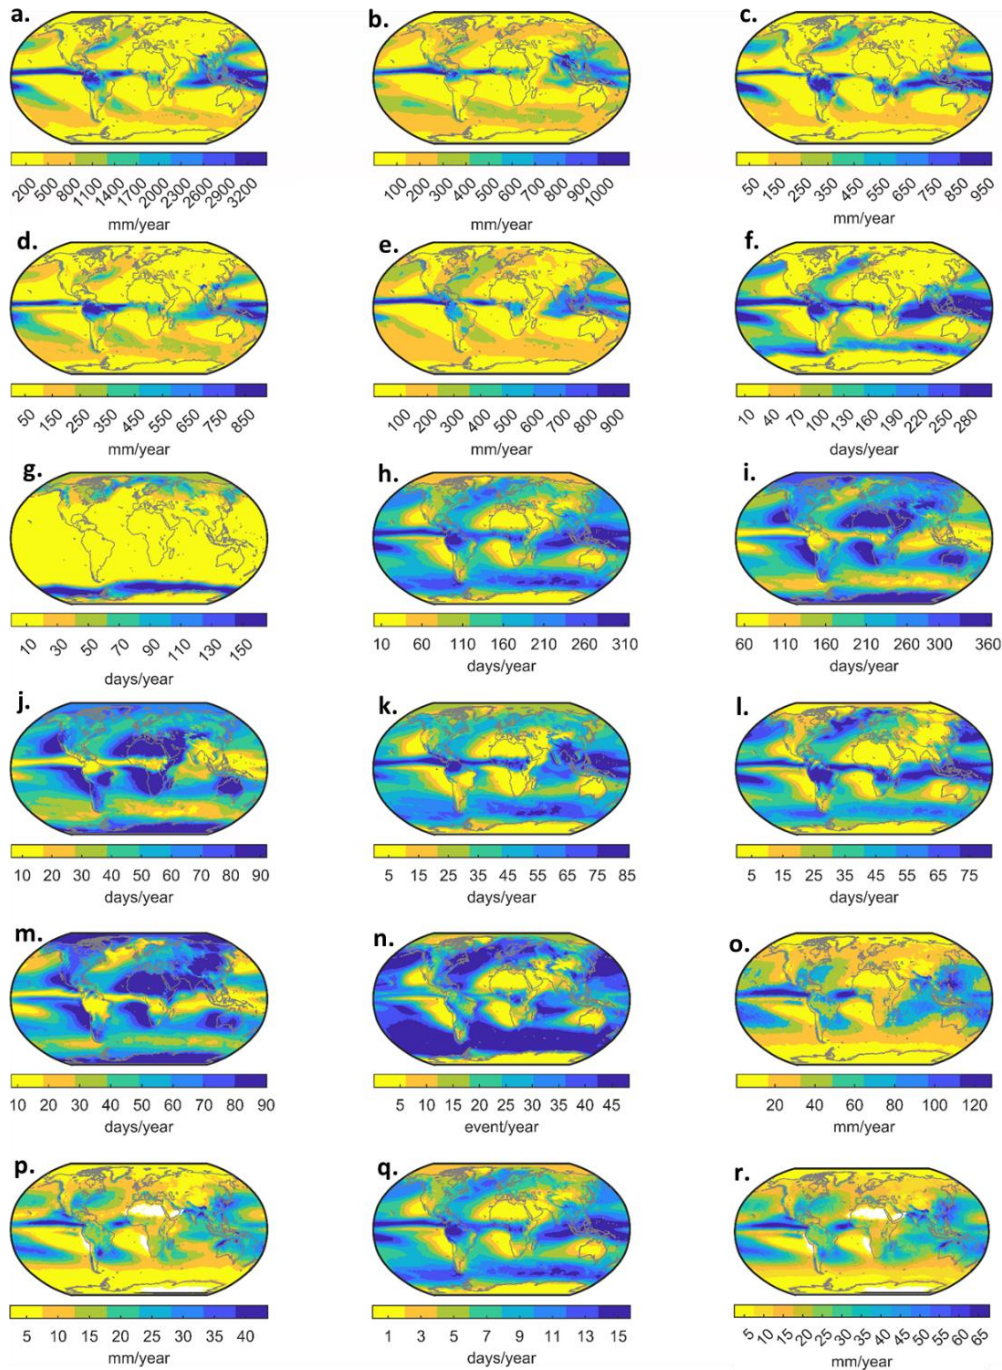 a. b. c.
200 500 800 1100 1400 1700 2000 2300 2600 2900 3200
mm/year
100 200 300 400 500 600 700 800 900 1000
mm/year
50 150 250 350 450 550 650 750 850 950
mm/year
d. e. f.
50 150 250 350 450 550 650 750 850
mm/year
100 200 300 400 500 600 700 800 900
mm/year
10 40 70 100 130 160 190 220 250 280
days/year
g. h. i.
10 30 50 70 90 110 130 150
days/year
10 60 110 160 210 260 310
days/year
60 110 160 210 260 300 360
days/year
j. k. l.
10 20 30 40 50 60 70 80 90
days/year
5 15 25 35 45 55 65 75 85
days/year
5 15 25 35 45 55 65 75
days/year
m. n. o.
10 20 30 40 50 60 70 80 90
days/year
5 10 15 20 25 30 35 40 45
event/year
20 40 60 80 100 120
mm/year
p. q. r.
5 10 15 20 25 30 40
mm/year
1 3 5 7 9 11 13 15
days/year
5 10 15 20 25 30 35 40 45 50 55 60 65
mm/year